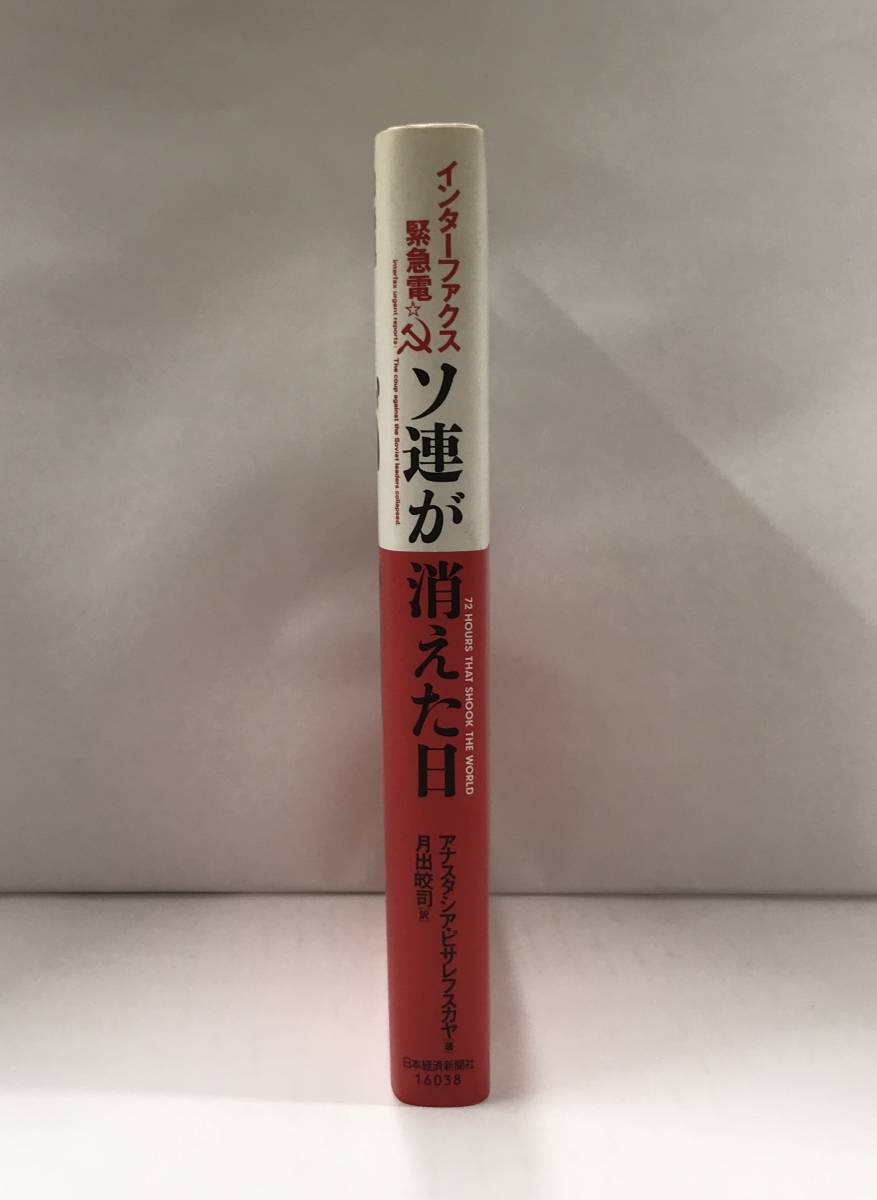 インターファクス
緊急電☆
Interfax urgent reports: The coup against the Soviet leaders collapsed.
ソ連が消えた日
72 HOURS THAT SHOOK THE WORLD
アナスタシア・ピサレフスカヤ
月出皎司[訳]
日本経済新聞社
16038